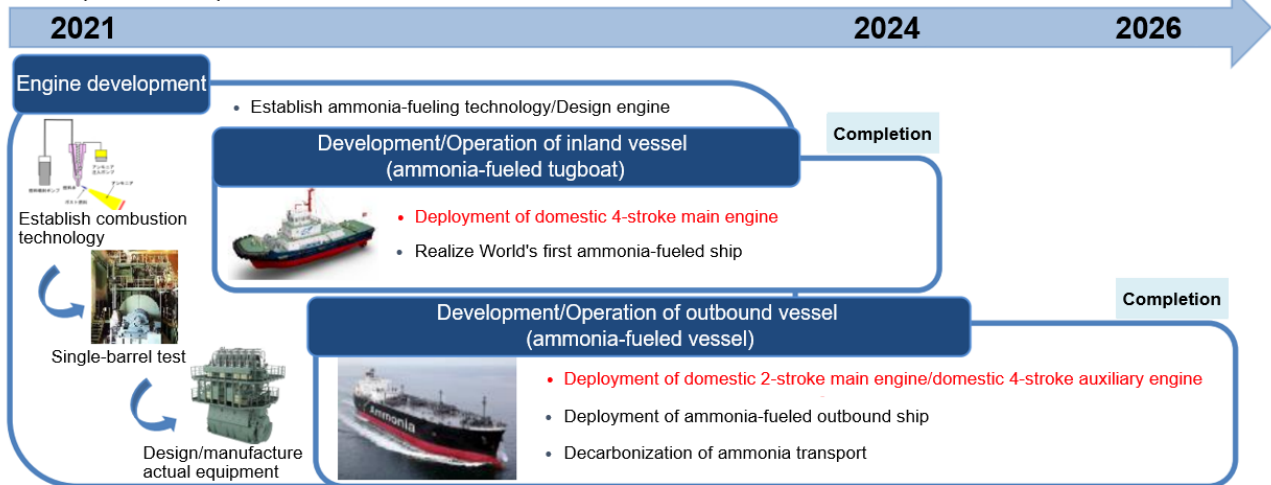 2021
2024
2026
Engine development
• Establish ammonia-fueling technology/Design engine
Development/Operation of inland vessel
(ammonia-fueled tugboat)
Completion
Establish combustion
technology
• Deployment of domestic 4-stroke main engine
• Realize World's first ammonia-fueled ship
Single-barrel test
Development/Operation of outbound vessel
(ammonia-fueled vessel)
Completion
Design/manufacture
actual equipment
Ammonia
• Deployment of domestic 2-stroke main engine/domestic 4-stroke auxiliary engine
• Deployment of ammonia-fueled outbound ship
• Decarbonization of ammonia transport